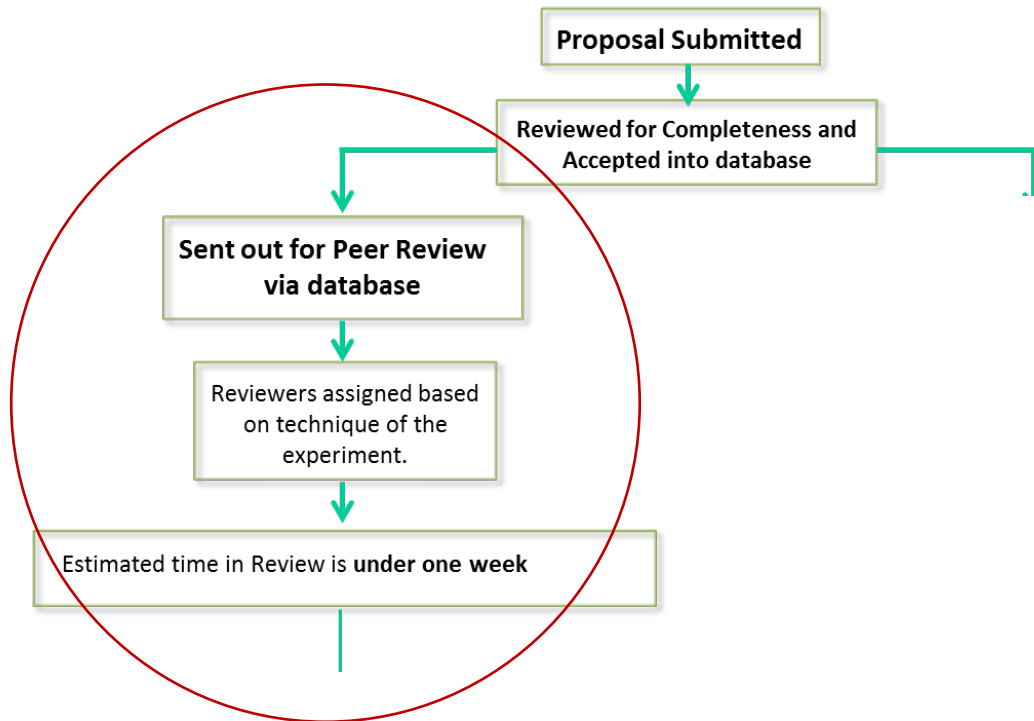 Proposal Submitted
Reviewed for Completeness and
Accepted into database
Sent out for Peer Review
via database
Reviewers assigned based
on technique of the
experiment.
Estimated time in Review is under one week